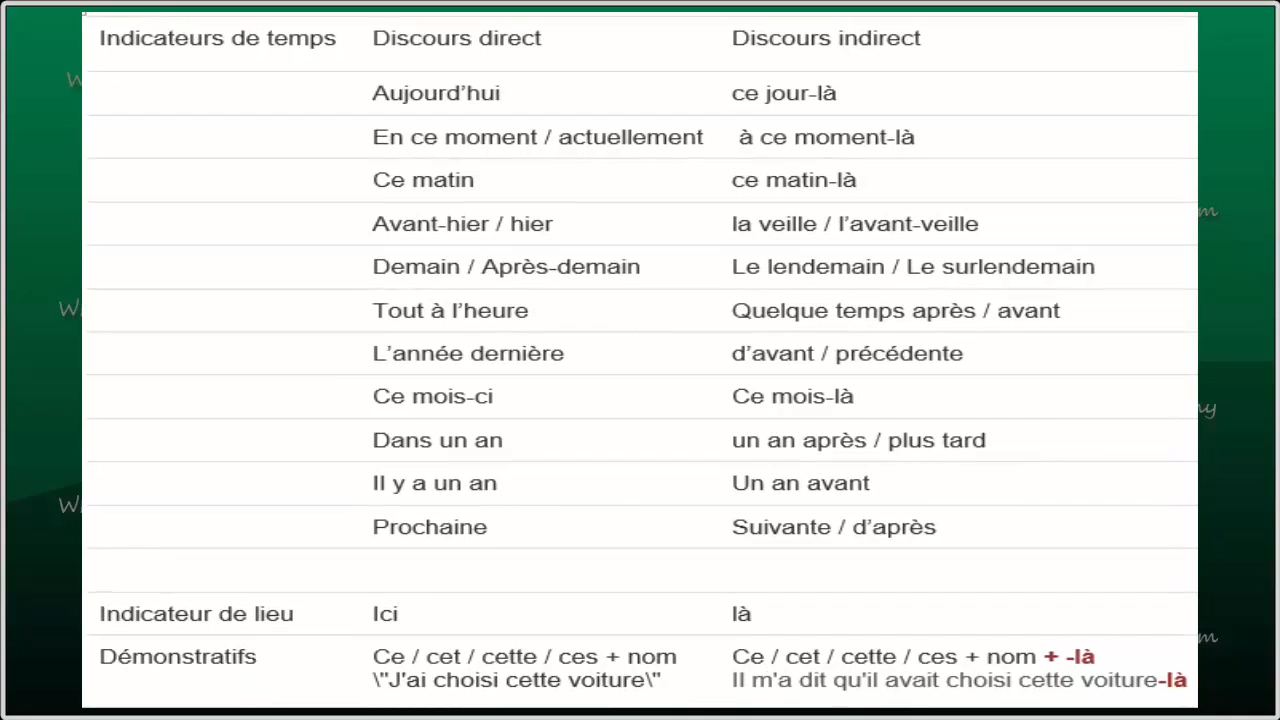 Indicateurs de temps Discours direct Discours indirect
Aujourd’hui ce jour-là
En ce moment / actuellement à ce moment-là
Ce matin ce matin-là
Avant-hier / hier la veille / l’avant-veille
Demain / Après-demain Le lendemain / Le surlendemain
Tout à l’heure Quelque temps après / avant
L’année dernière d’avant / précédente
Ce mois-ci Ce mois-là
Dans un an un an après / plus tard
Il y a un an Un an avant
Prochaine Suivante / d’après
Indicateur de lieu Ici là
Démonstratifs Ce / cet / cette / ces + nom Ce / cet / cette / ces + nom + -là
\"J'ai choisi cette voiture\" Il m'a dit qu'il avait choisi cette voiture-là